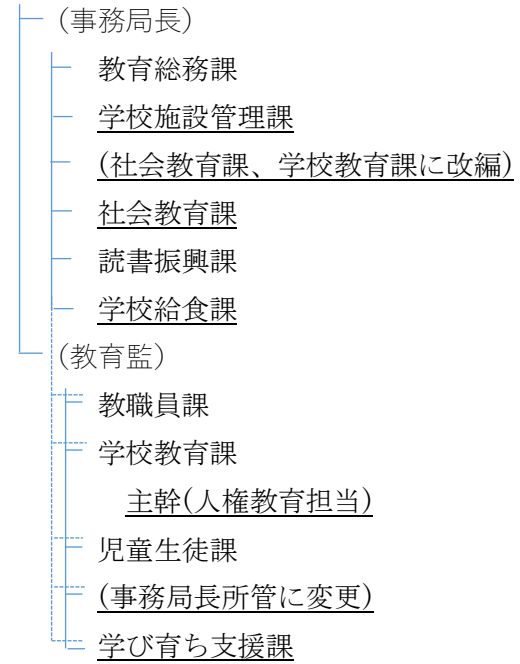 (事務局長)
教育総務課
学校施設管理課
(社会教育課、学校教育課に改編)
社会教育課
読書振興課
学校給食課
(教育監)
教職員課
学校教育課
主幹(人権教育担当)
児童生徒課
(事務局長所管に変更)
学び育ち支援課